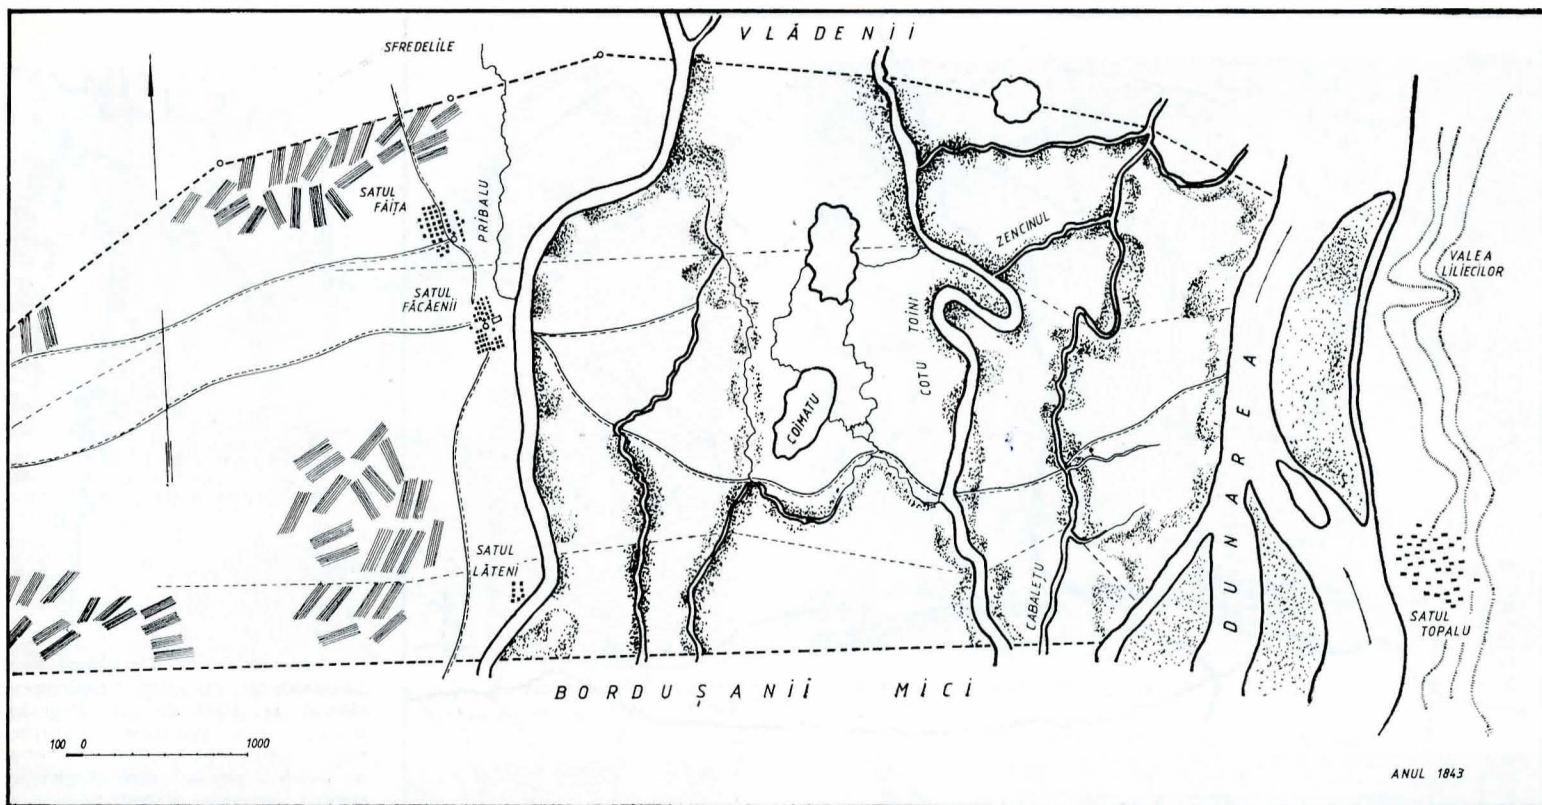 VLĂDENII
SFREDELILE
SATUL
FĂIȚA
PRIBALU
ZENCINUL
VALEA
LILIECILOR
SATUL
FĂCĂENII
COTU TOINI
COÏMATU
DUNAREA
SATUL
LĂTENI
CABALEȚU
SATUL
TOPALU
BORDUȘANII MICI
100 0 1000
ANUL 1843